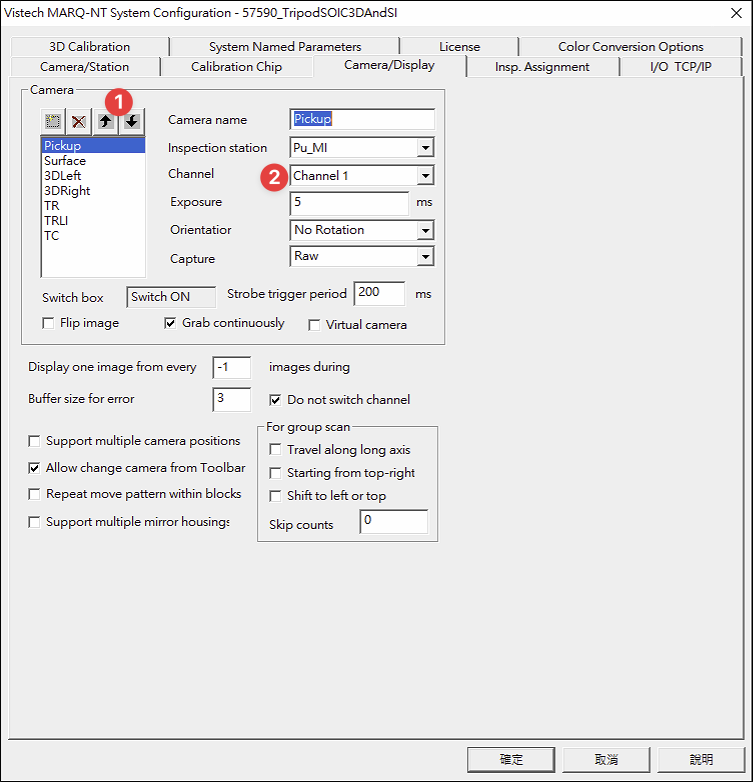 Vistech MARQ-NT System Configuration - 57590_TripodSOIC3DAndSI
3D Calibration
System Named Parameters
License
Color Conversion Options
Camera/Station
Calibration Chip
Camera/Display
Insp. Assignment
I/O TCP/IP
Camera
1
Pickup
Surface
3DLeft
3DRight
TR
TRLI
TC
Camera name
Pickup
Inspection station
Pu_MI
Channel
2
Channel 1
Exposure
5
ms
Orientatior
No Rotation
Capture
Raw
Switch box
Switch ON
Strobe trigger period
200
ms
Flip image
Grab continuously
Virtual camera
Display one image from every
-1
images during
Buffer size for error
3
Do not switch channel
Support multiple camera positions
Allow change camera from Toolbar
Repeat move pattern within blocks
Support multiple mirror housings
For group scan
Travel along long axis
Starting from top-right
Shift to left or top
Skip counts
0
確定
取消
說明